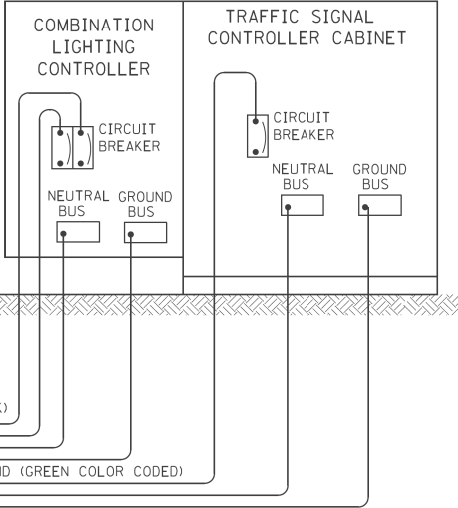 COMBINATION
LIGHTING
CONTROLLER
TRAFFIC SIGNAL
CONTROLLER CABINET
CIRCUIT
BREAKER
CIRCUIT
BREAKER
NEUTRAL
BUS
GROUND
BUS
NEUTRAL
BUS
GROUND
BUS
(GREEN COLOR CODED)